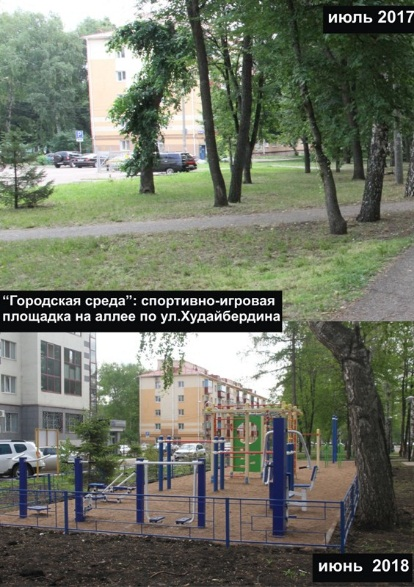 июль 2017
“Городская среда”: спортивно-игровая
площадка на аллее по ул.Худайбердина
июнь 2018